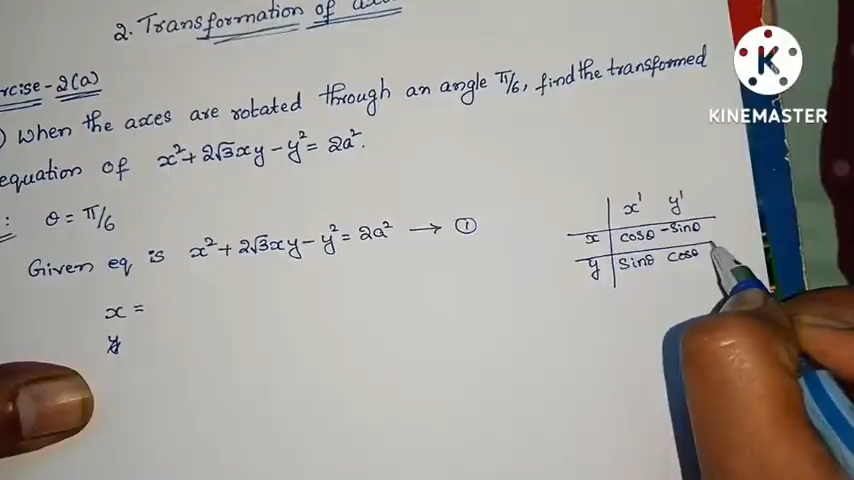 2. Transformation of
rcise-2(a)
) When the axes are rotated through an angle π/6, find the transformed
equation of x²+2√3xy-y²=2a².
: θ = π/6
Given eq is x²+2√3xy-y²=2a² → ①
x' y'
x cosθ -sinθ
y sinθ cosθ
x =
y
KINEMASTER